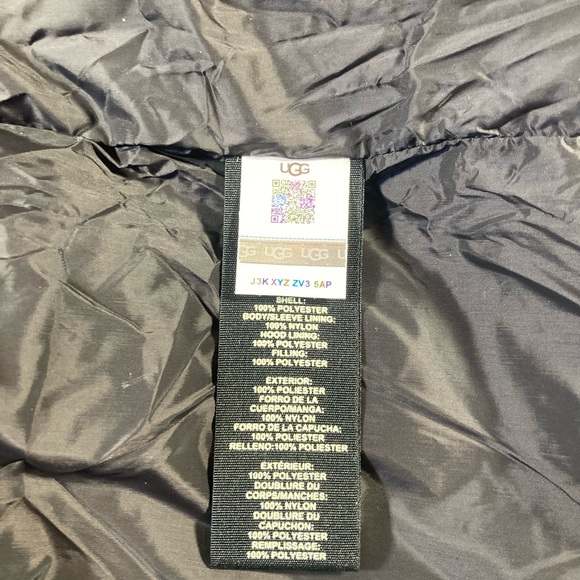 UGG
UGG UGG UGG
J3K XYZ ZV3 5AP
SHELL:
100% POLYESTER
BODY/SLEEVE LINING:
100% NYLON
HOOD LINING:
100% POLYESTER
FILLING:
100% POLYESTER
EXTERIOR:
100% POLIESTER
FORRO DE LA
CUERPO/MANGA:
100% NYLON
FORRO DE LA CAPUCHA:
100% POLIESTER
RELLENO:100% POLIESTER
EXTÉRIEUR:
100% POLYESTER
DOUBLURE DU
CORPS/MANCHES:
100% NYLON
DOUBLURE DU
CAPUCHON:
100% POLYESTER
REMPLISSAGE:
100% POLYESTER